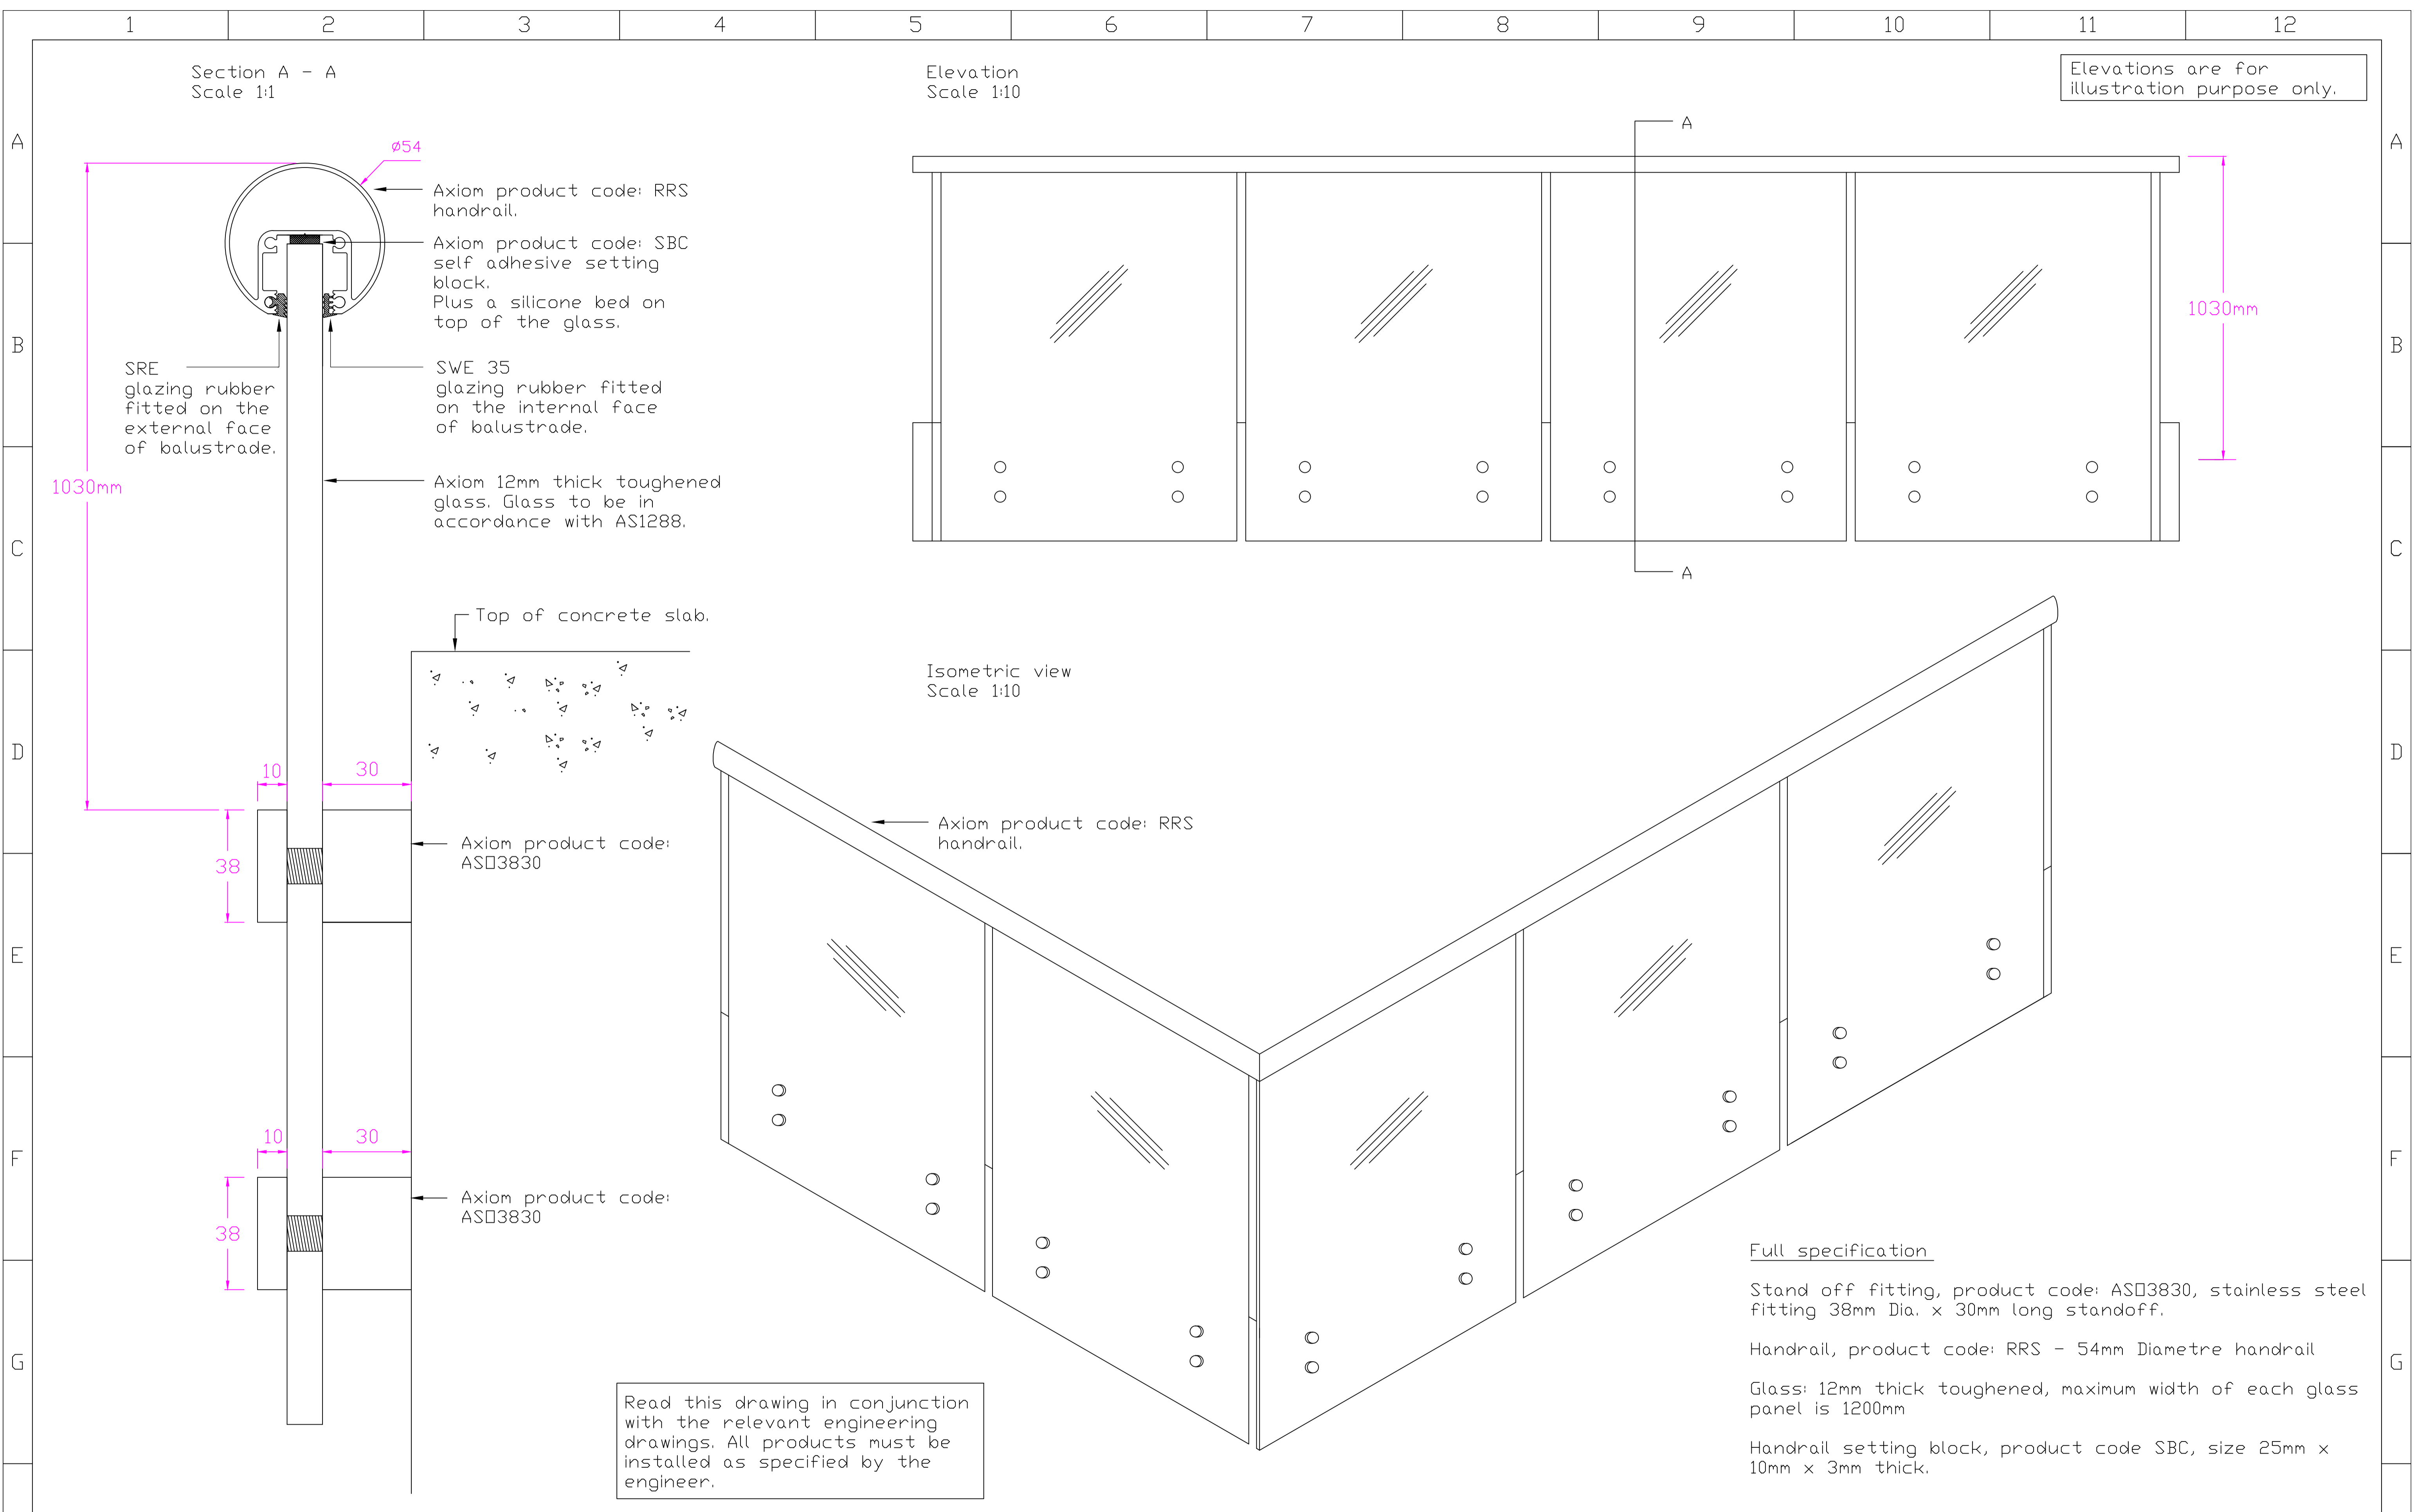 1 2 3 4 5 6 7 8 9 10 11 12
A
B
C
D
E
F
G
A
B
C
D
E
F
G
Section A - A
Scale 1:1
Ø54
1030mm
Axiom product code: RRS
handrail.
Axiom product code: SBC
self adhesive setting
block.
Plus a silicone bed on
top of the glass.
SRE
glazing rubber
fitted on the
external face
of balustrade.
SWE 35
glazing rubber fitted
on the internal face
of balustrade.
Axiom 12mm thick toughened
glass. Glass to be in
accordance with AS1288.
Top of concrete slab.
10
30
38
Axiom product code:
AS□3830
10
30
38
Axiom product code:
AS□3830
Elevation
Scale 1:10
Elevations are for
illustration purpose only.
A
A
1030mm
Isometric view
Scale 1:10
Axiom product code: RRS
handrail.
Read this drawing in conjunction
with the relevant engineering
drawings. All products must be
installed as specified by the
engineer.
Full specification
Stand off fitting, product code: AS□3830, stainless steel
fitting 38mm Dia. x 30mm long standoff.
Handrail, product code: RRS - 54mm Diametre handrail
Glass: 12mm thick toughened, maximum width of each glass
panel is 1200mm
Handrail setting block, product code SBC, size 25mm x
10mm x 3mm thick.